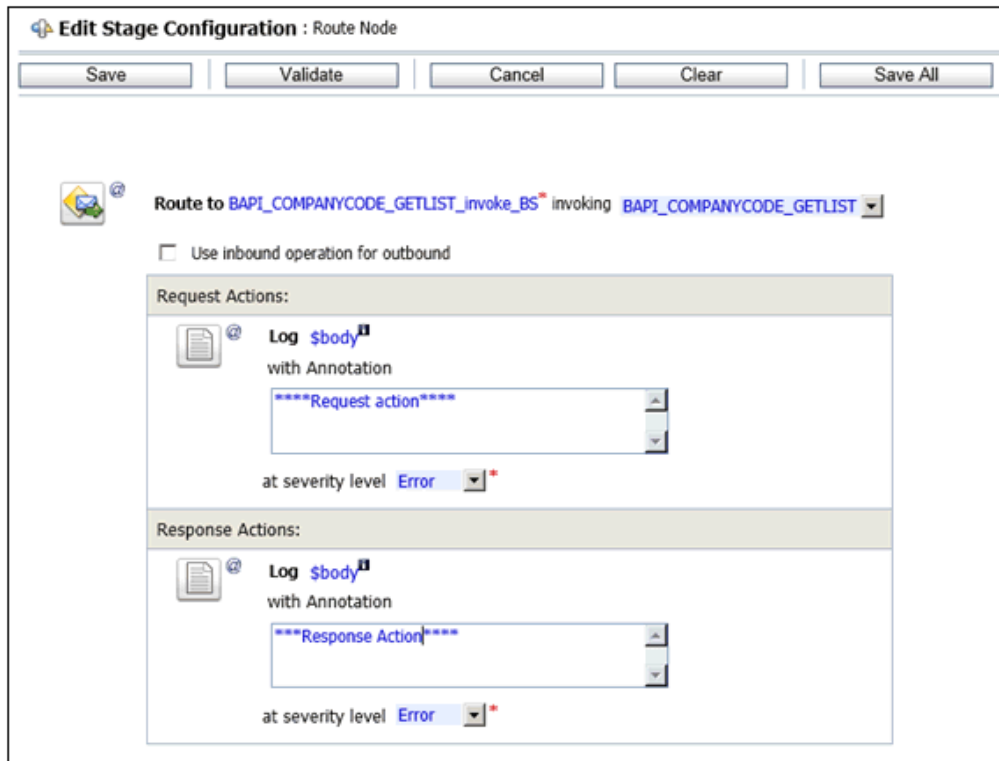 Edit Stage Configuration : Route Node
Save Validate Cancel Clear Save All
@ Route to BAPI_COMPANYCODE_GETLIST_invoke_BS* invoking BAPI_COMPANYCODE_GETLIST
Use inbound operation for outbound
Request Actions:
@ Log $body
with Annotation
****Request action****
at severity level Error *
Response Actions:
@ Log $body
with Annotation
***Response Action****
at severity level Error *